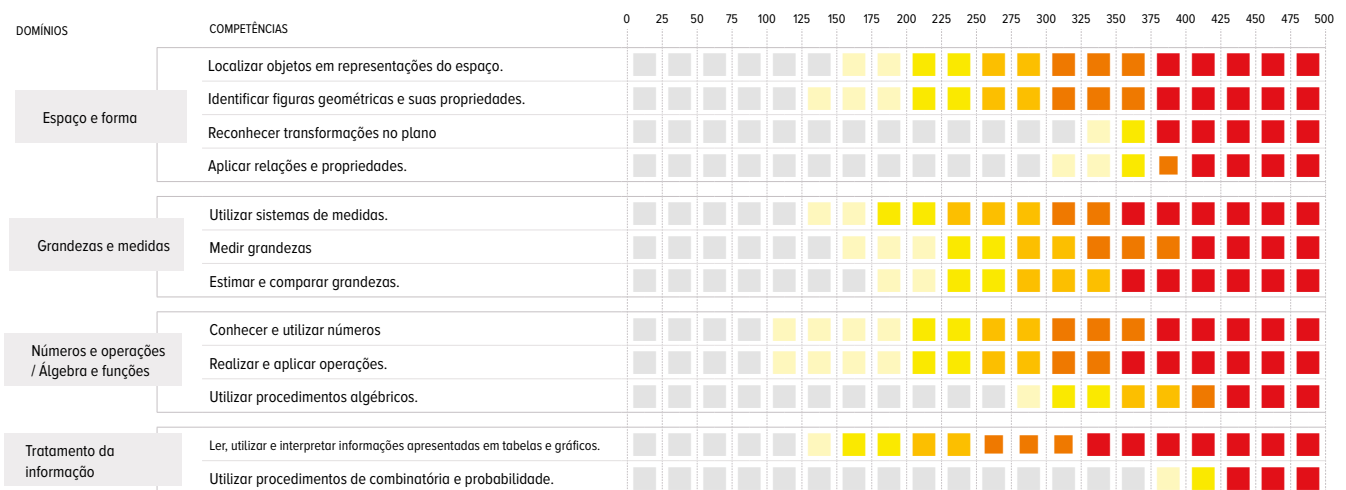 DOMÍNIOS COMPETÊNCIAS 0 25 50 75 100 125 150 175 200 225 250 275 300 325 350 375 400 425 450 475 500
Espaço e forma
Localizar objetos em representações do espaço.
Identificar figuras geométricas e suas propriedades.
Reconhecer transformações no plano
Aplicar relações e propriedades.
Grandezas e medidas
Utilizar sistemas de medidas.
Medir grandezas
Estimar e comparar grandezas.
Números e operações
/ Álgebra e funções
Conhecer e utilizar números
Realizar e aplicar operações.
Utilizar procedimentos algébricos.
Tratamento da
informação
Ler, utilizar e interpretar informações apresentadas em tabelas e gráficos.
Utilizar procedimentos de combinatória e probabilidade.